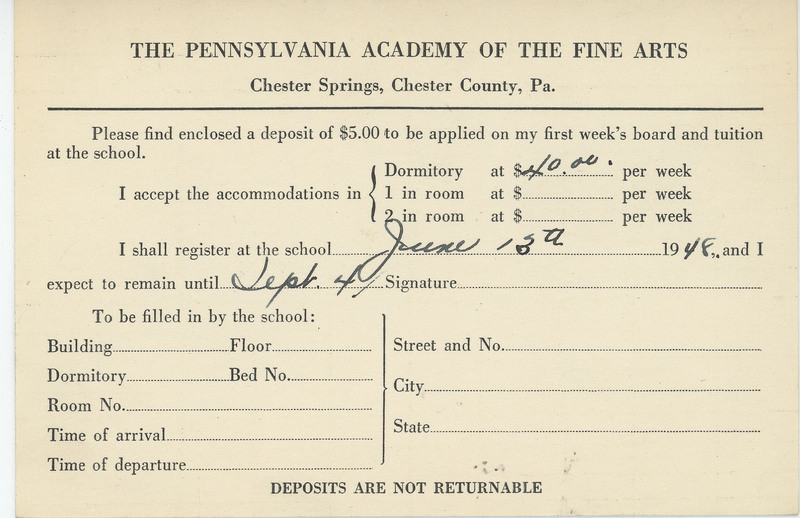 THE PENNSYLVANIA ACADEMY OF THE FINE ARTS
Chester Springs, Chester County, Pa.
Please find enclosed a deposit of $5.00 to be applied on my first week's board and tuition
at the school.
Dormitory at $ 40.00. per week
I accept the accommodations in { 1 in room at $ per week
2 in room at $ per week
I shall register at the school June 13th 1948, and I
expect to remain until Sept. 4 Signature
To be filled in by the school:
Building Floor
Dormitory Bed No.
Room No.
Time of arrival
Time of departure
Street and No.
City
State
DEPOSITS ARE NOT RETURNABLE